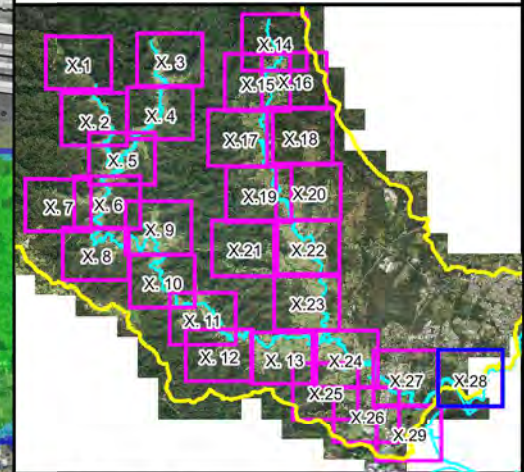 X.14
X.1
X. 3
X.15
X.16
X. 2
X. 4
X.17
X.18
X. 5
X. 7
X. 6
X.19
X.20
X. 9
X. 8
X.21
X.22
X. 10
X. 11
X.23
X. 12
X. 13
X.24
X.27
X.28
X.25
X.26
X.29